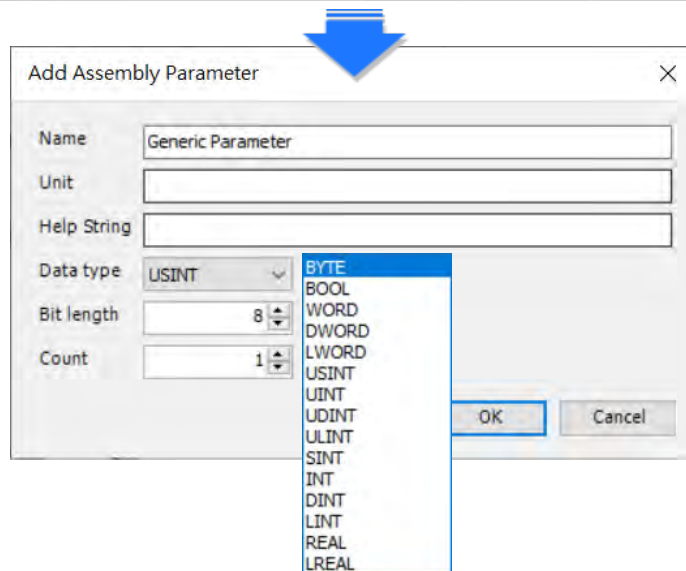 Add Assembly Parameter
Name
Generic Parameter
Unit
Help String
Data type
USINT
Bit length
8
Count
1
BYTE
BOOL
WORD
DWORD
LWORD
USINT
UINT
UDINT
ULINT
SINT
INT
DINT
LINT
REAL
LREAL
OK
Cancel